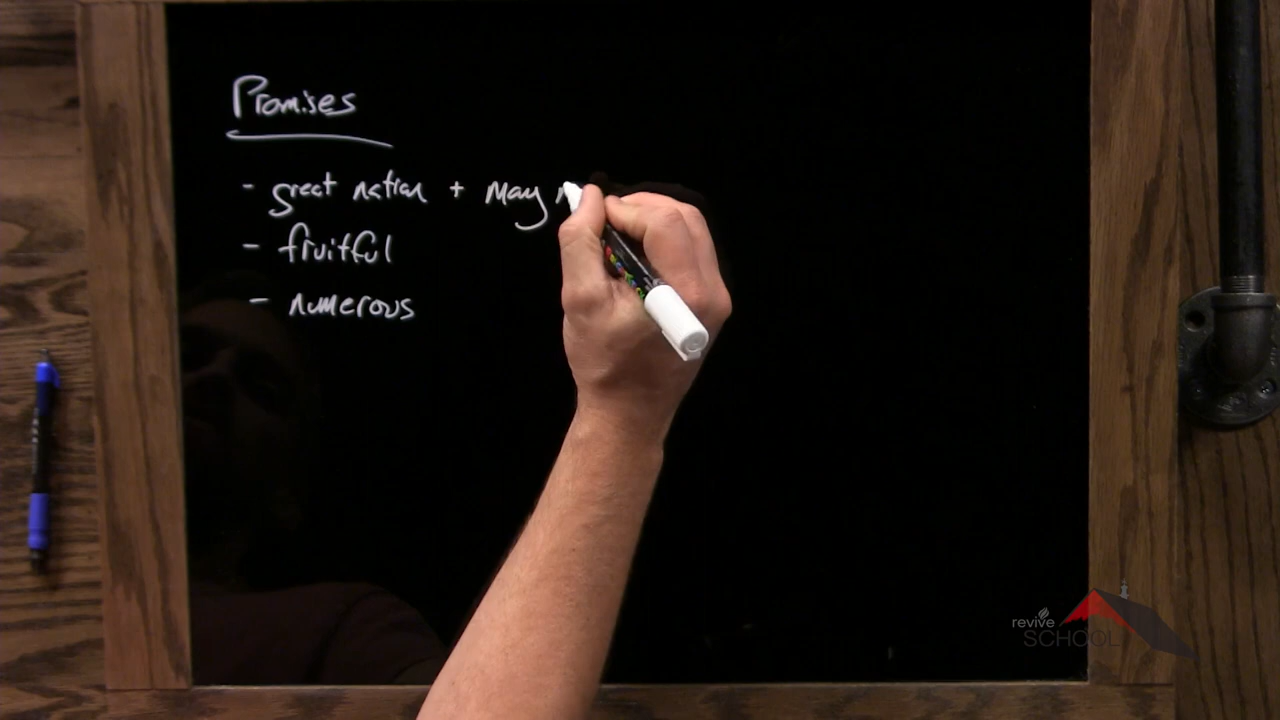 Promises
- great nation + many
- fruitful
- numerous
revive
SCHOOL